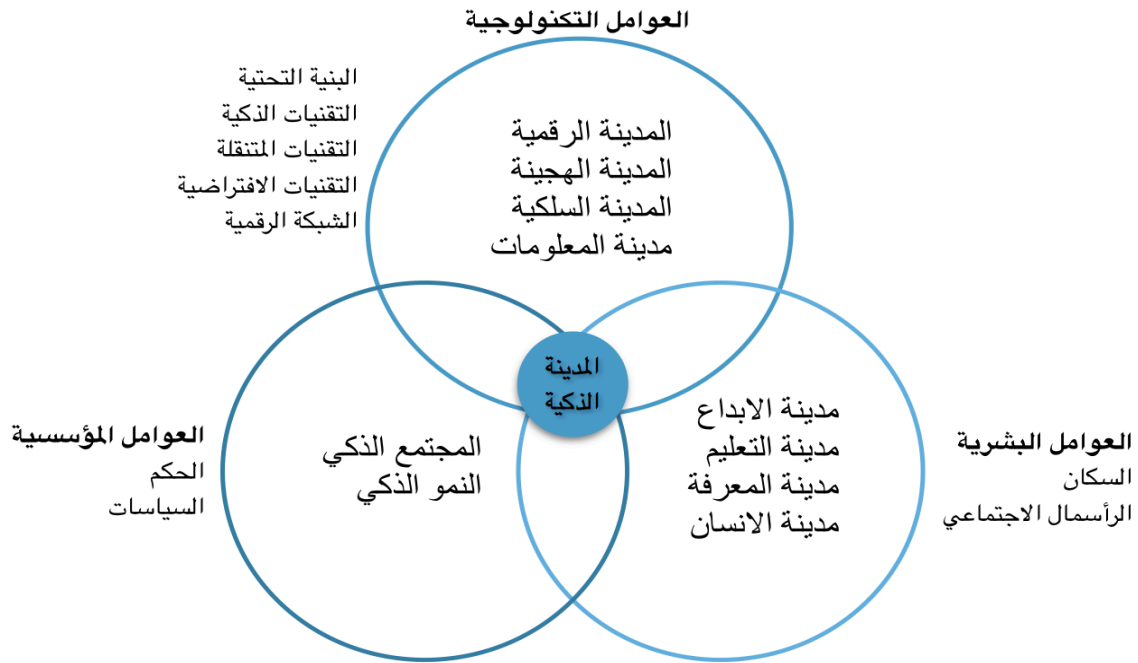 العوامل التكنولوجية
البنية التحتية
التقنيات الذكية
التقنيات المتنقلة
التقنيات الافتراضية
الشبكة الرقمية
المدينة الرقمية
المدينة الهجينة
المدينة السلكية
مدينة المعلومات
المدينة
الذكية
مدينة الابداع
مدينة التعليم
مدينة المعرفة
مدينة الانسان
العوامل البشرية
السكان
الرأسمال الاجتماعي
المجتمع الذكي
النمو الذكي
العوامل المؤسسية
الحكم
السياسات